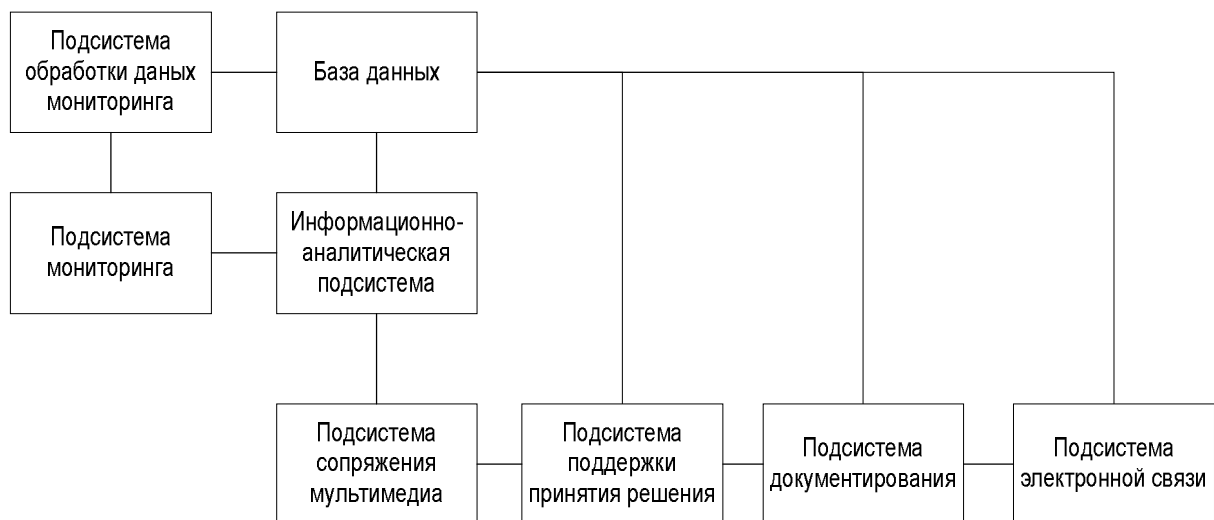 Подсистема
обработки даных
мониторинга
База данных
Подсистема
мониторинга
Информационно-
аналитическая
подсистема
Подсистема
сопряжения
мультимедиа
Подсистема
поддержки
принятия решения
Подсистема
документирования
Подсистема
электронной связи